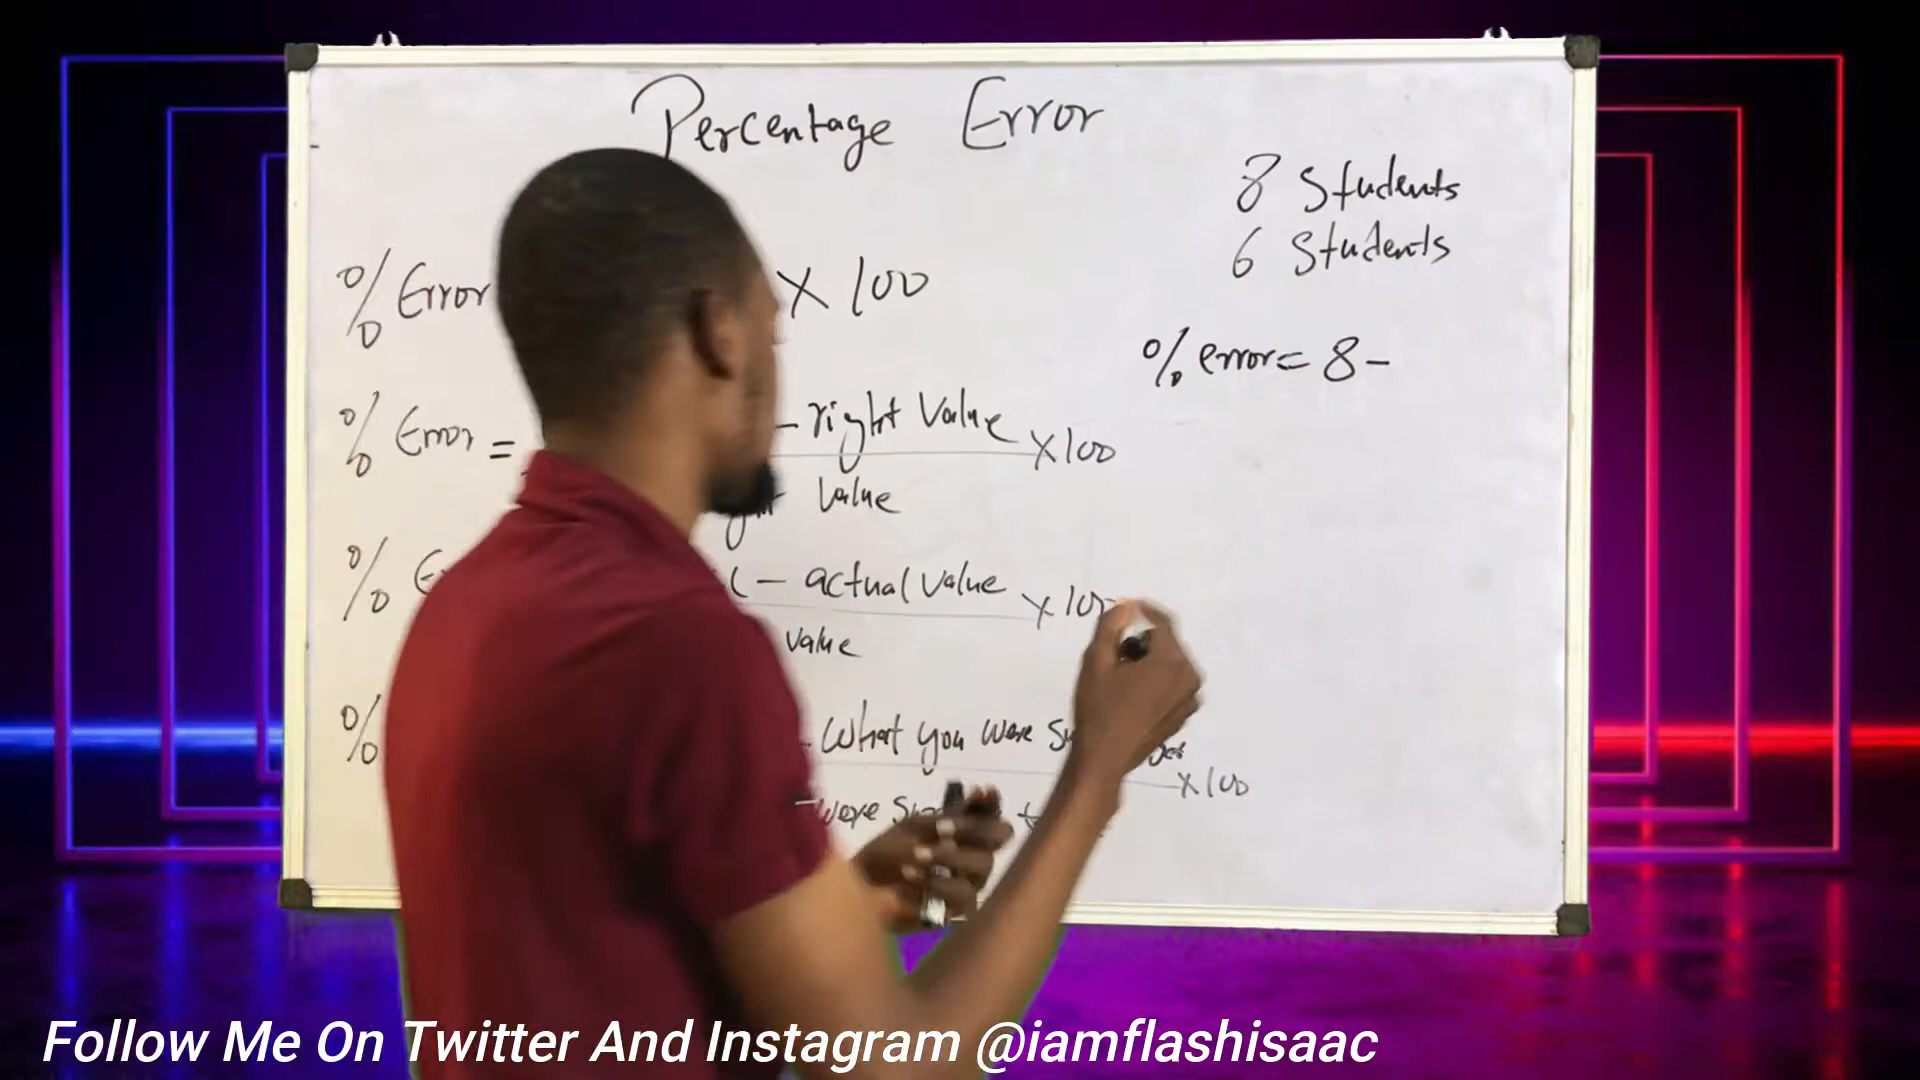 Percentage Error
8 Students
6 Students
% Error X 100
% error = 8 -
% Error = - right Value X 100
Value
% - actual Value X 100
value
% - What you were X 100
were
Follow Me On Twitter And Instagram @iamflashisaac